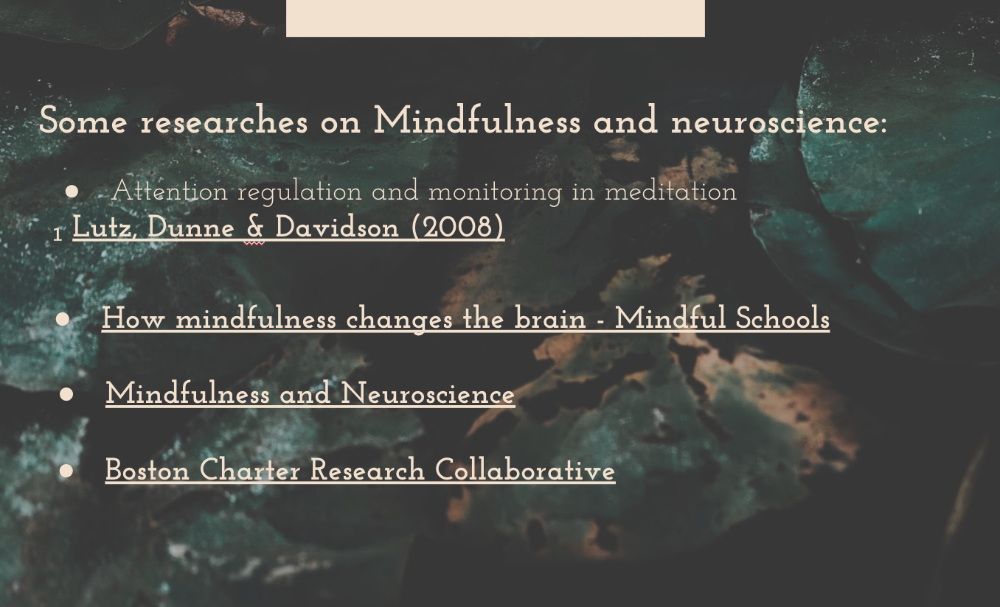 Some researches on Mindfulness and neuroscience:
● Attention regulation and monitoring in meditation
1 Lutz, Dunne & Davidson (2008)
● How mindfulness changes the brain - Mindful Schools
● Mindfulness and Neuroscience
● Boston Charter Research Collaborative